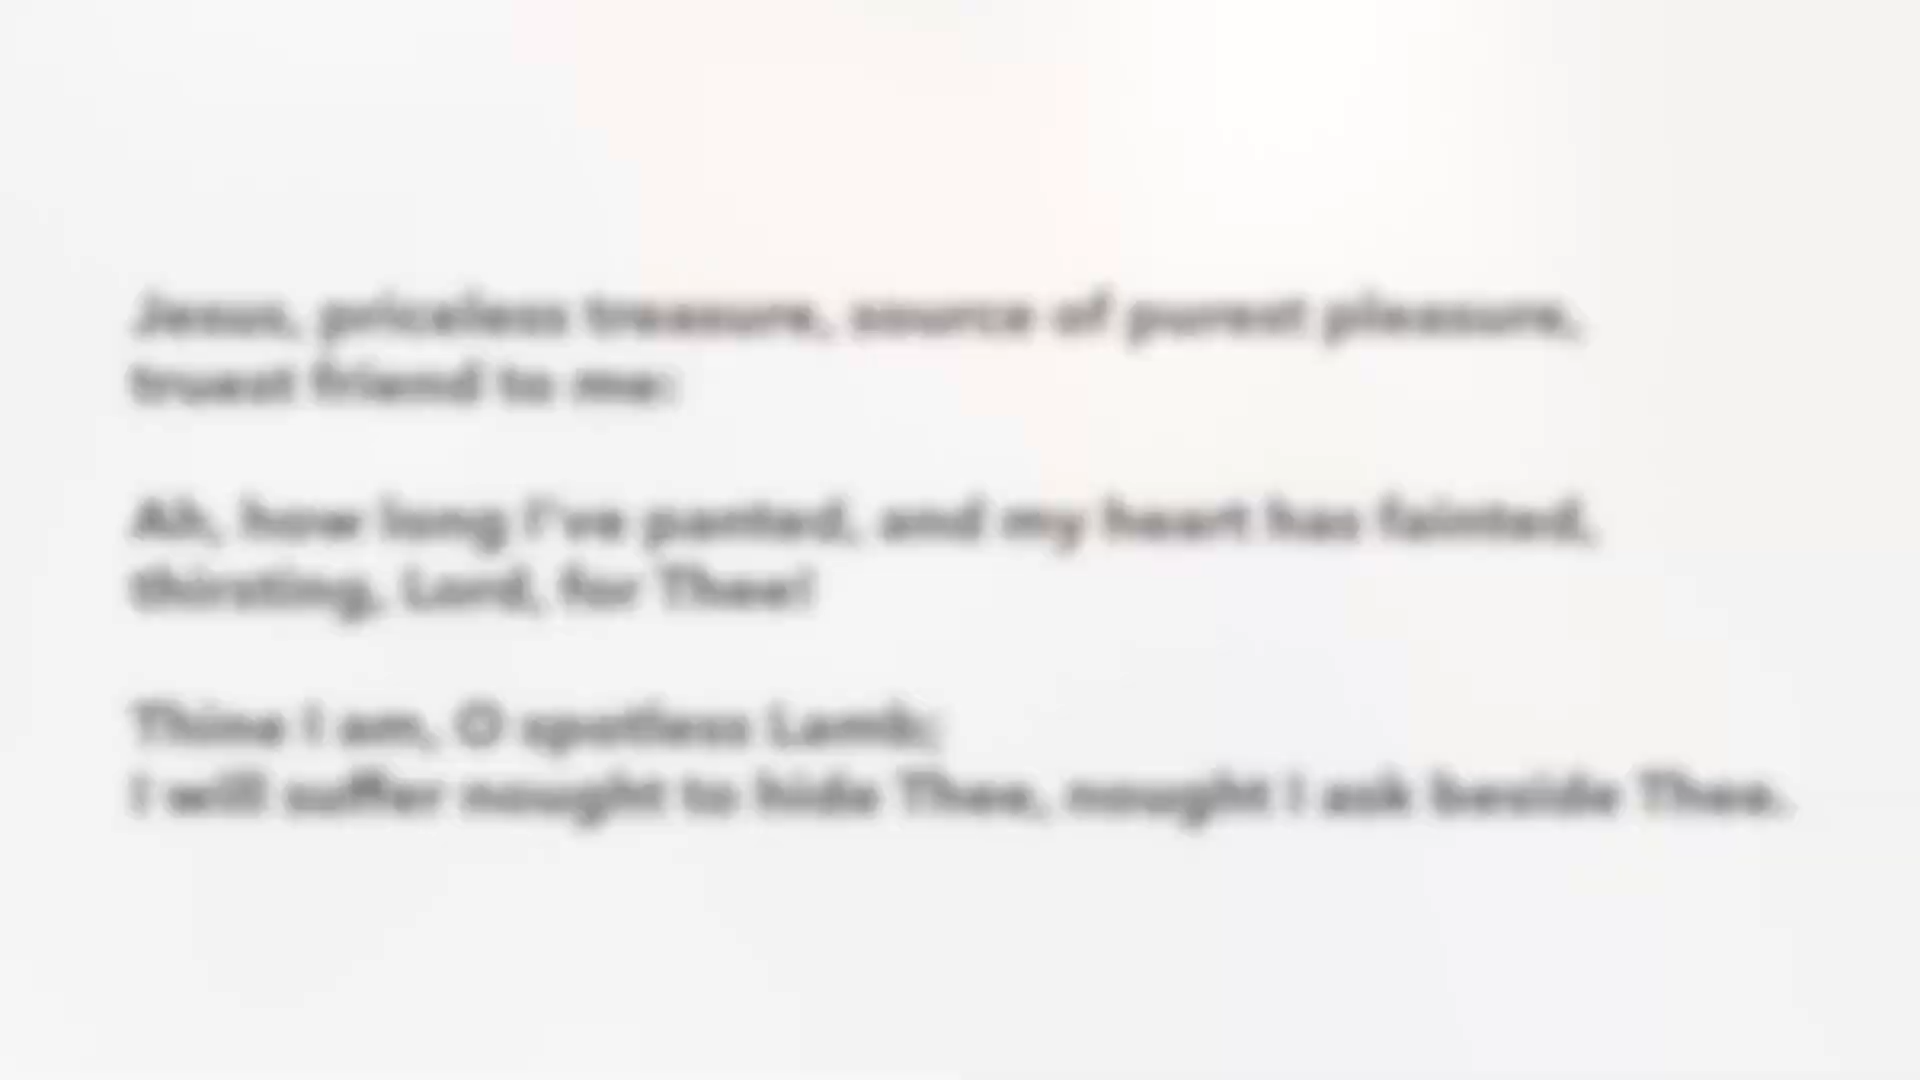 Jesus, priceless treasure, source of purest pleasure,
truest friend to me:
Ah, how long I've panted, and my heart has fainted,
thirsting, Lord, for Thee!
Thine I am, O spotless Lamb;
I will suffer nought to hide Thee, nought I ask beside Thee.